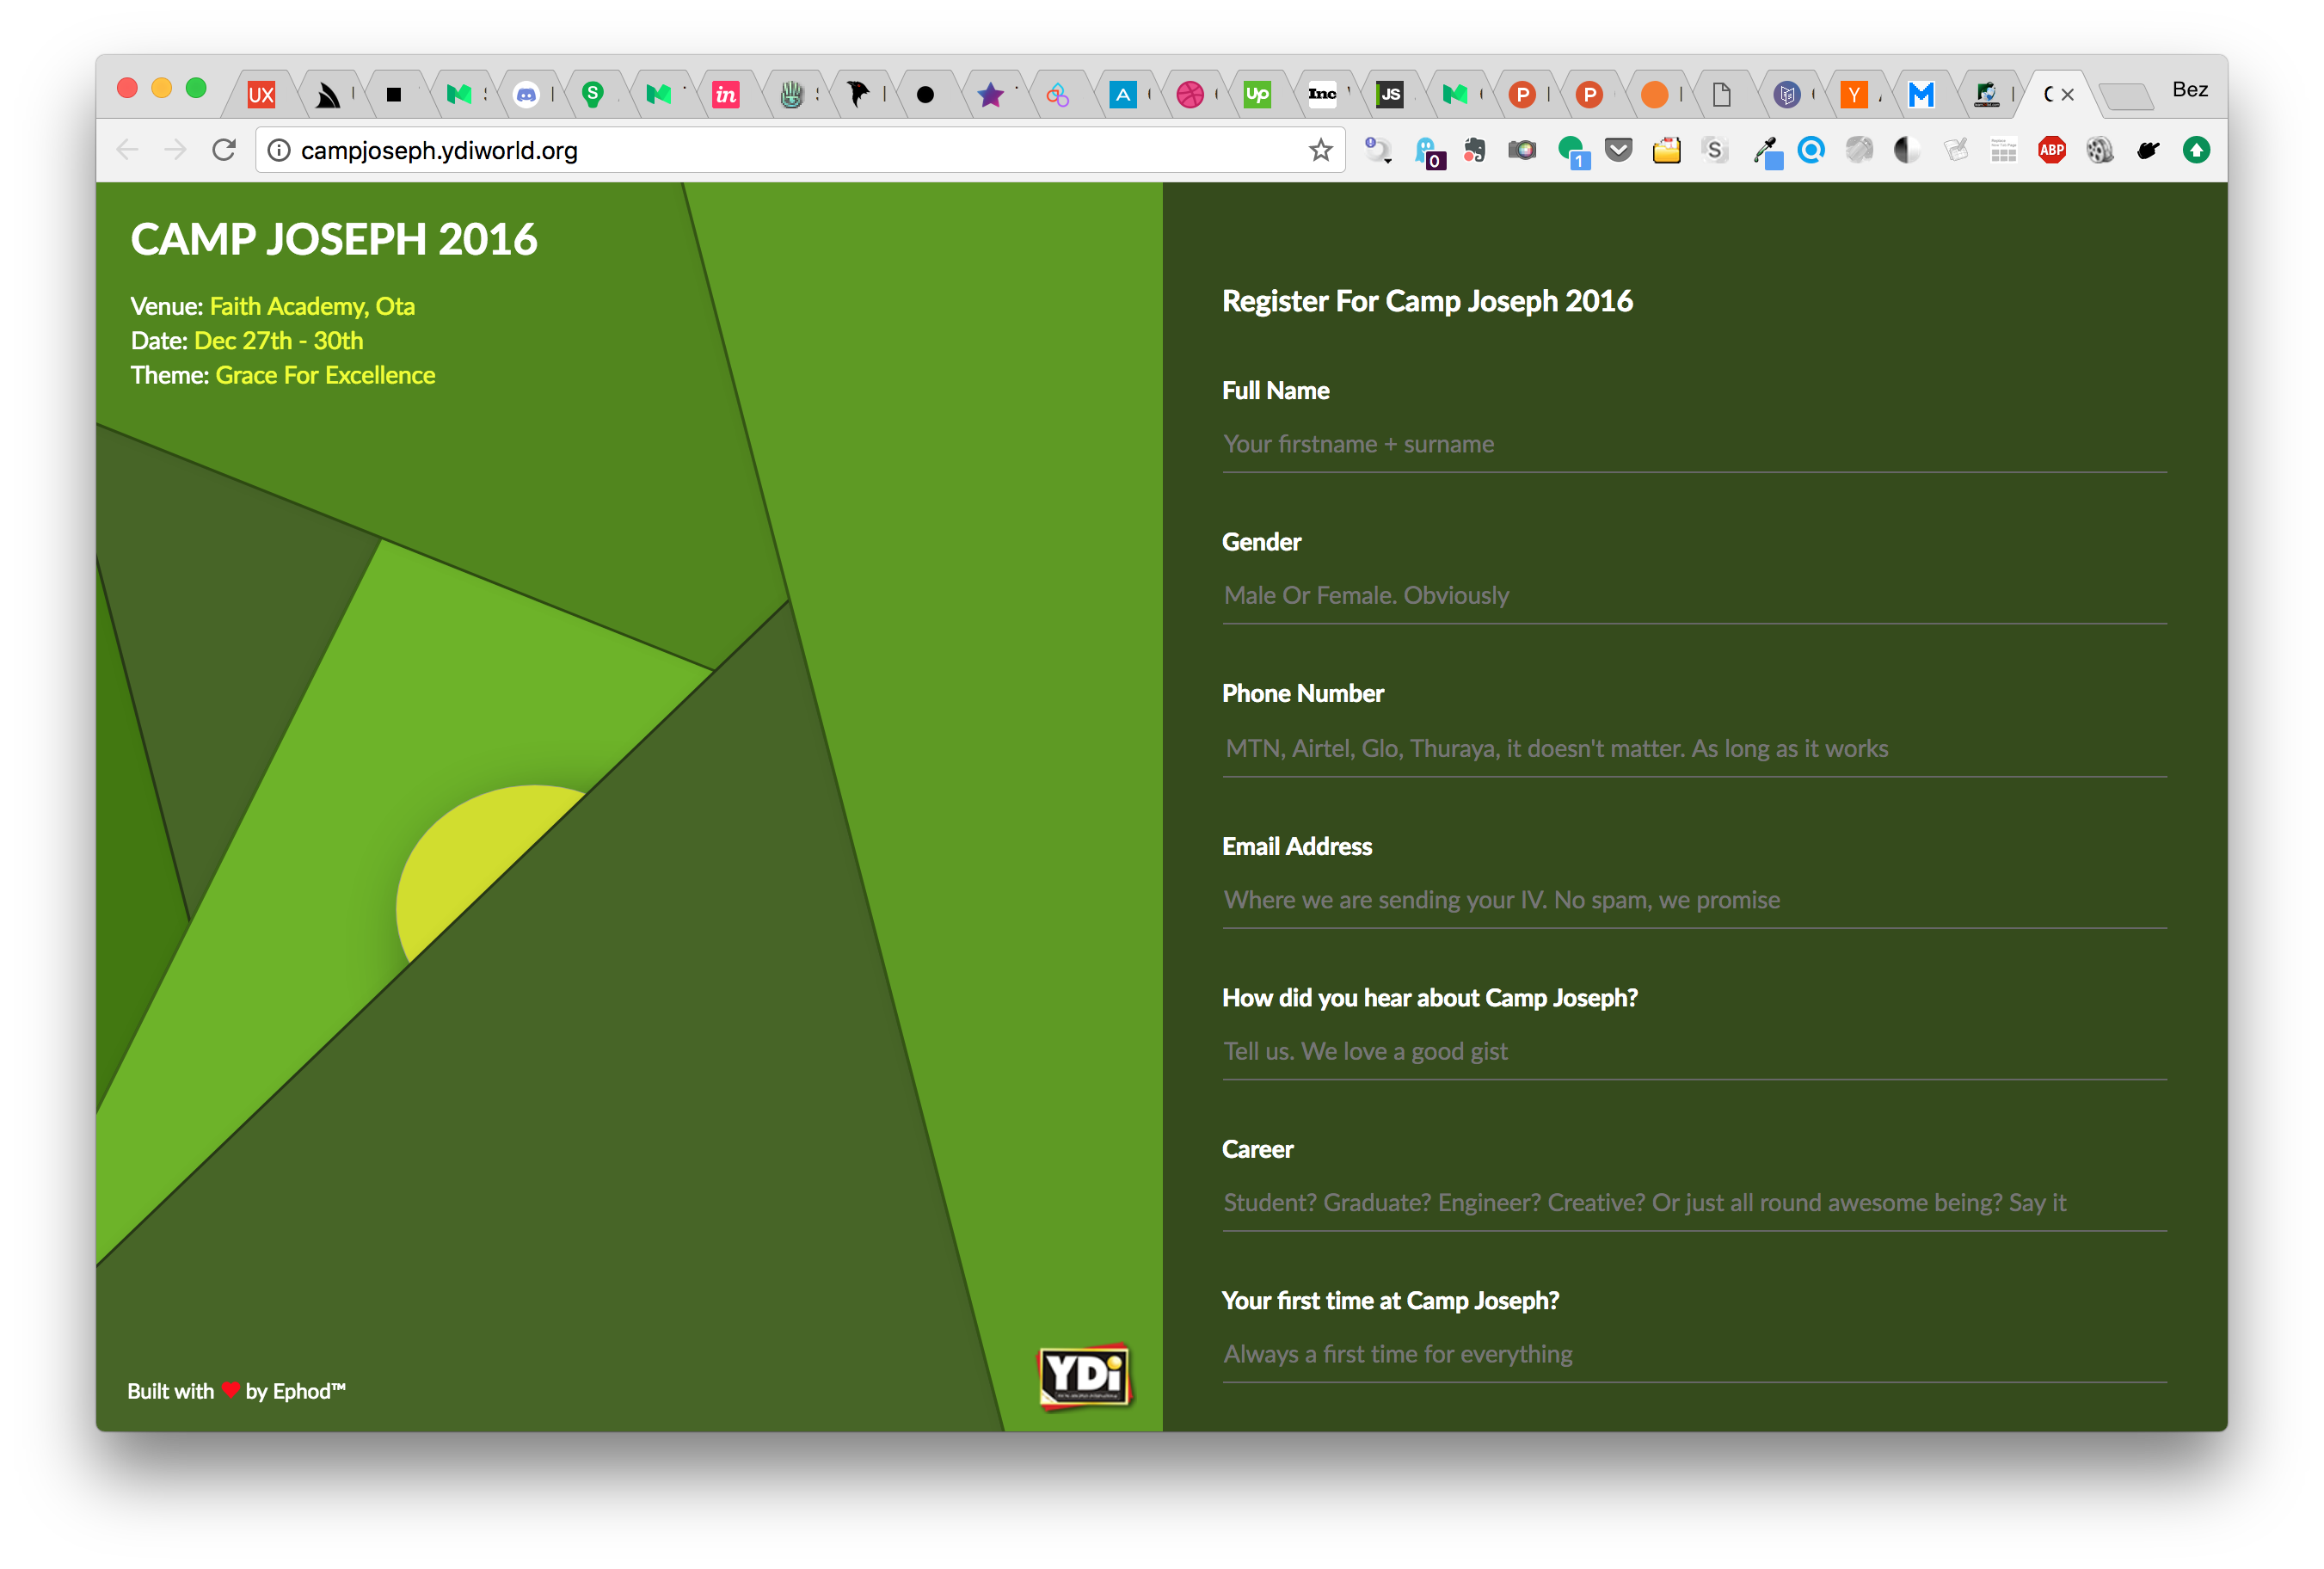 UX
in
A
Up
Inc
JS
P
P
Y
M
Bez
campjoseph.ydiworld.org
0
1
S
ABP
CAMP JOSEPH 2016
Venue: Faith Academy, Ota
Date: Dec 27th - 30th
Theme: Grace For Excellence
Built with ❤ by Ephod™
YDi
Register For Camp Joseph 2016
Full Name
Your firstname + surname
Gender
Male Or Female. Obviously
Phone Number
MTN, Airtel, Glo, Thuraya, it doesn't matter. As long as it works
Email Address
Where we are sending your IV. No spam, we promise
How did you hear about Camp Joseph?
Tell us. We love a good gist
Career
Student? Graduate? Engineer? Creative? Or just all round awesome being? Say it
Your first time at Camp Joseph?
Always a first time for everything